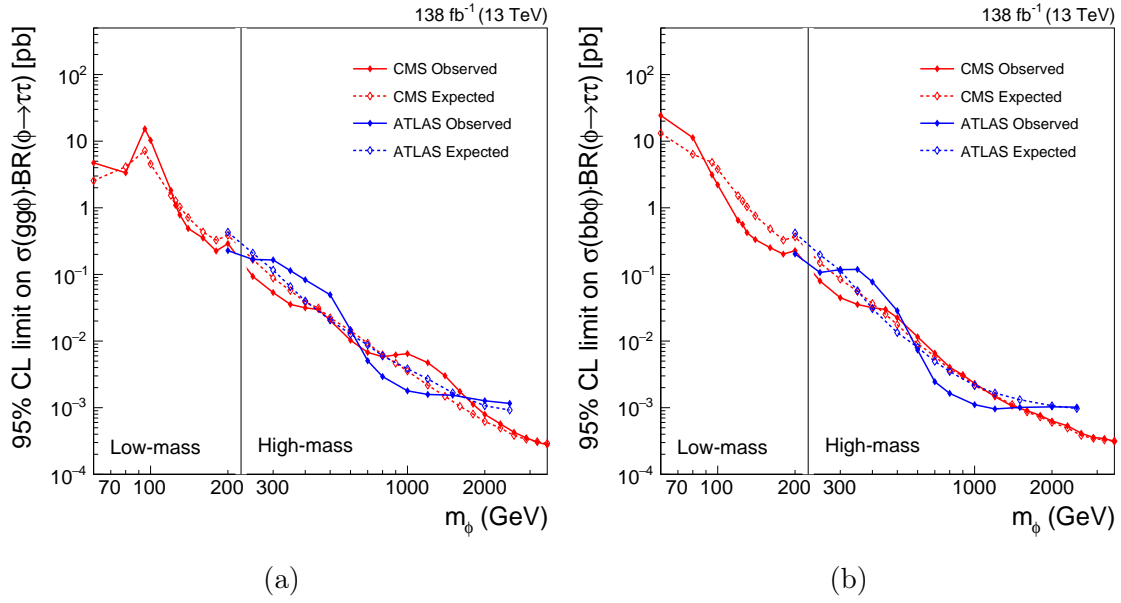 138 fb⁻¹ (13 TeV)
95% CL limit on σ(ggϕ)·BR(ϕ→ττ) [pb]
10²
10
1
10⁻¹
10⁻²
10⁻³
10⁻⁴
CMS Observed
CMS Expected
ATLAS Observed
ATLAS Expected
Low-mass
High-mass
70 100 200 300 1000 2000
m_ϕ (GeV)
(a)
138 fb⁻¹ (13 TeV)
95% CL limit on σ(bbϕ)·BR(ϕ→ττ) [pb]
10²
10
1
10⁻¹
10⁻²
10⁻³
10⁻⁴
CMS Observed
CMS Expected
ATLAS Observed
ATLAS Expected
Low-mass
High-mass
70 100 200 300 1000 2000
m_ϕ (GeV)
(b)